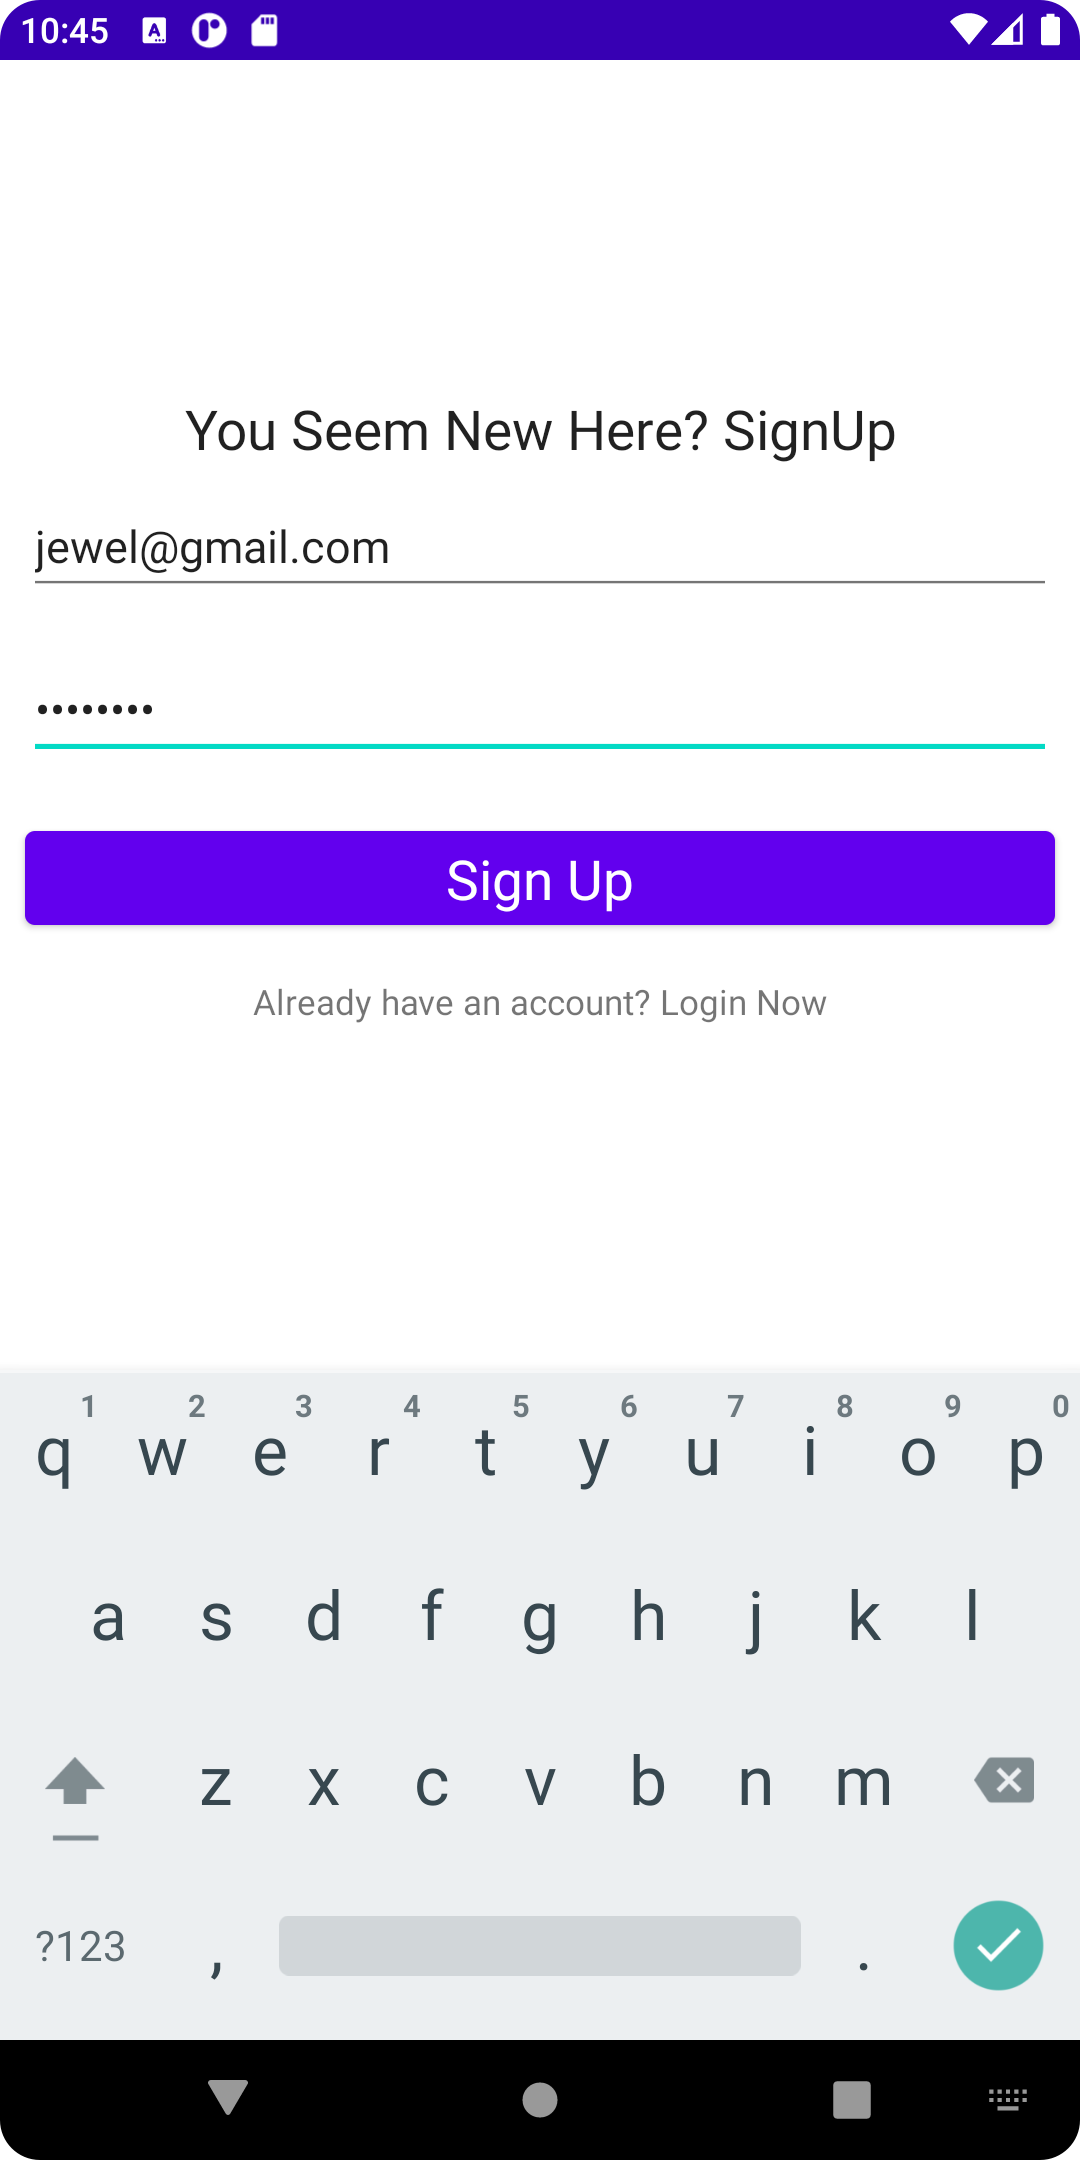 10:45
You Seem New Here? SignUp
jewel@gmail.com
••••••••
Sign Up
Already have an account? Login Now
1 2 3 4 5 6 7 8 9 0
q w e r t y u i o p
a s d f g h j k l
z x c v b n m
?123 , .